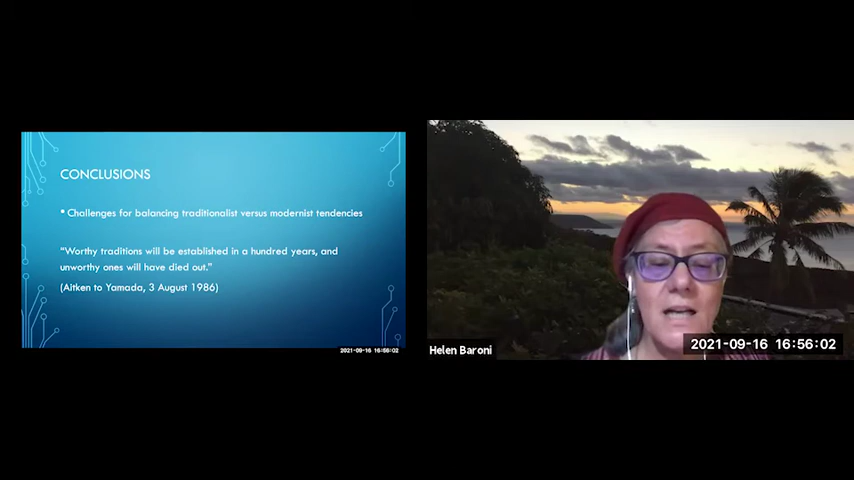 CONCLUSIONS
• Challenges for balancing traditionalist versus modernist tendencies
“Worthy traditions will be established in a hundred years, and
unworthy ones will have died out.”
(Aitken to Yamada, 3 August 1986)
2021-09-16 16:56:02
Helen Baroni
2021-09-16 16:56:02